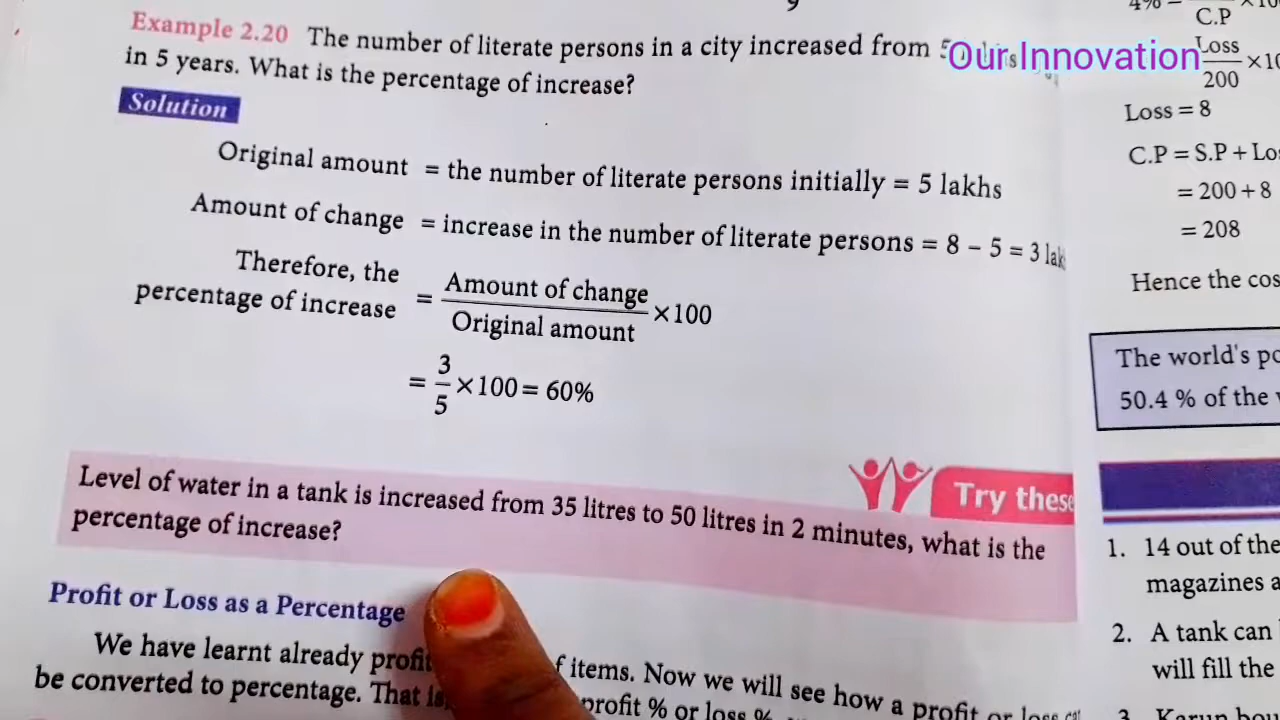 Example 2.20 The number of literate persons in a city increased from
Our Innovation
in 5 years. What is the percentage of increase?
Solution
Original amount = the number of literate persons initially = 5 lakhs
Amount of change = increase in the number of literate persons = 8 − 5 = 3 lak
Therefore, the
percentage of increase = Amount of change / Original amount ×100
= 3/5 ×100 = 60%
Try these
Level of water in a tank is increased from 35 litres to 50 litres in 2 minutes, what is the
percentage of increase?
Profit or Loss as a Percentage
We have learnt already profit f items. Now we will see how a profit or loss
be converted to percentage. That is profit % or loss %
C.P
Loss/200 ×10
Loss = 8
C.P = S.P + Lo
= 200 + 8
= 208
Hence the cos
The world's po
50.4 % of the
1. 14 out of the
magazines a
2. A tank can
will fill the
3. Karun bou